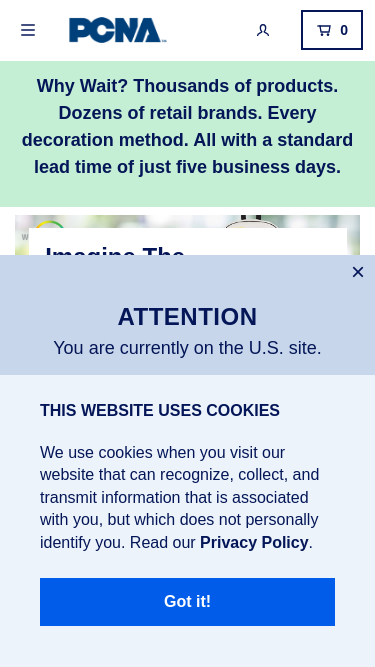 PCNA
0
Why Wait? Thousands of products.
Dozens of retail brands. Every
decoration method. All with a standard
lead time of just five business days.
Imagine The
×
ATTENTION
You are currently on the U.S. site.
THIS WEBSITE USES COOKIES
We use cookies when you visit our
website that can recognize, collect, and
transmit information that is associated
with you, but which does not personally
identify you. Read our Privacy Policy.
Got it!